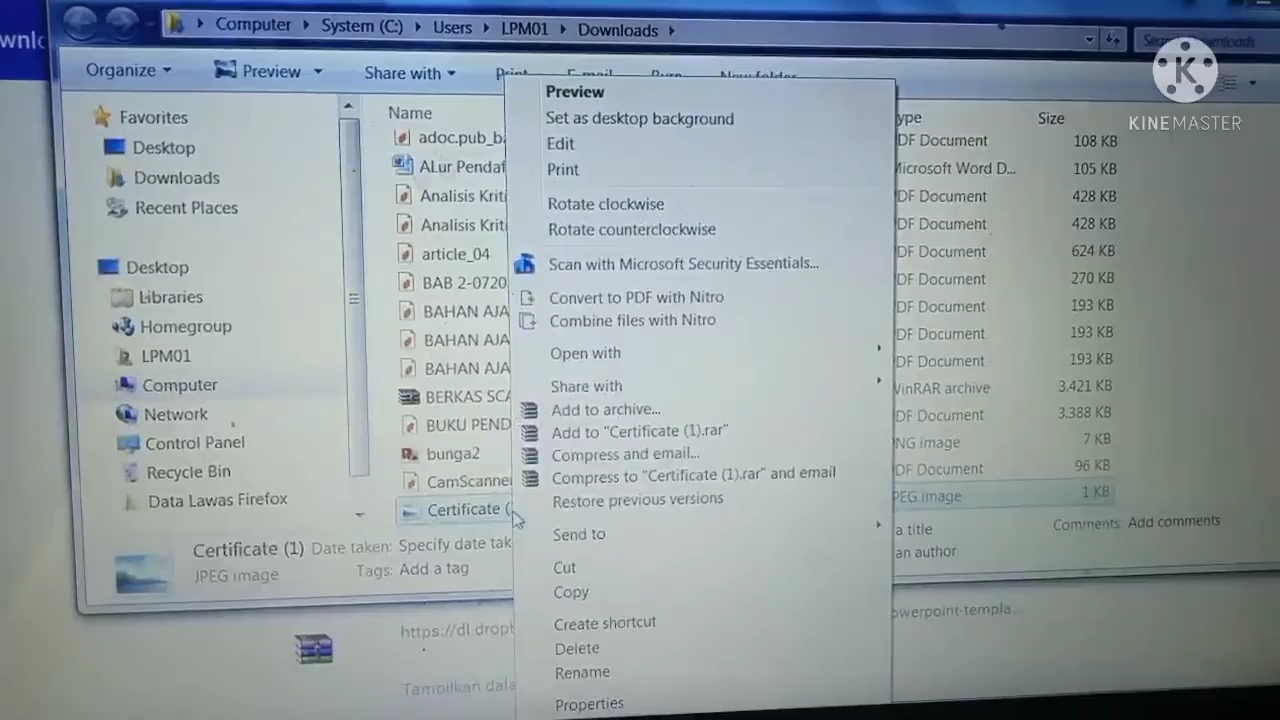 Computer System (C:) Users LPM01 Downloads
Organize Preview Share with Print E-mail Burn New folder
KINEMASTER
Favorites
Desktop
Downloads
Recent Places
Desktop
Libraries
Homegroup
LPM01
Computer
Network
Control Panel
Recycle Bin
Data Lawas Firefox
Name
adoc.pub_ba
ALur Pendaf
Analisis Kriti
Analisis Kriti
article_04
BAB 2-0720
BAHAN AJA
BAHAN AJA
BAHAN AJA
BERKAS SCA
BUKU PEND
bunga2
CamScanne
Certificate (
Preview
Set as desktop background
Edit
Print
Rotate clockwise
Rotate counterclockwise
Scan with Microsoft Security Essentials...
Convert to PDF with Nitro
Combine files with Nitro
Open with
Share with
Add to archive...
Add to "Certificate (1).rar"
Compress and email...
Compress to "Certificate (1).rar" and email
Restore previous versions
Send to
Cut
Copy
Create shortcut
Delete
Rename
Properties
ype Size
DF Document 108 KB
Microsoft Word D... 105 KB
DF Document 428 KB
DF Document 428 KB
DF Document 624 KB
DF Document 270 KB
DF Document 193 KB
DF Document 193 KB
DF Document 193 KB
WinRAR archive 3.421 KB
DF Document 3.388 KB
NG image 7 KB
DF Document 96 KB
PEG image 1 KB
Certificate (1) Date taken: Specify date tak
JPEG image Tags: Add a tag
a title Comments: Add comments
an author
https://dl.dropb
owerpoint-templa...
Tampilkan dala